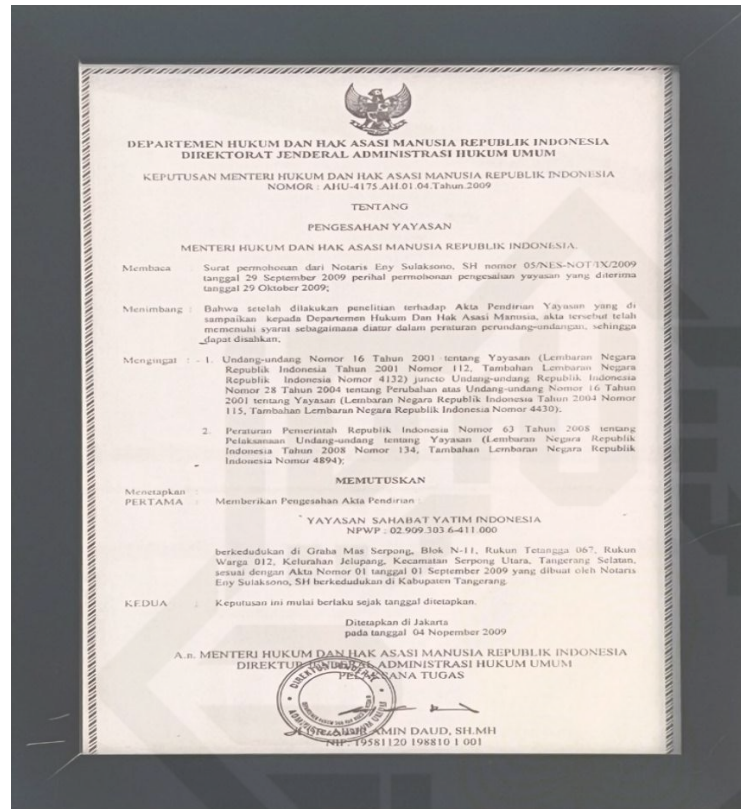 DEPARTEMEN HUKUM DAN HAK ASASI MANUSIA REPUBLIK INDONESIA
DIREKTORAT JENDERAL ADMINISTRASI HUKUM UMUM
KEPUTUSAN MENTERI HUKUM DAN HAK ASASI MANUSIA REPUBLIK INDONESIA
NOMOR : AHU-4175.AH.01.04.Tahun.2009
TENTANG
PENGESAHAN YAYASAN
MENTERI HUKUM DAN HAK ASASI MANUSIA REPUBLIK INDONESIA.
Membaca : Surat permohonan dari Notaris Eny Sulaksono, SH nomor 05/NES-NOT/IX/2009
tanggal 29 September 2009 perihal permohonan pengesahan yayasan yang diterima
tanggal 29 Oktober 2009;
Menimbang : Bahwa setelah dilakukan penelitian terhadap Akta Pendirian Yayasan yang di
sampaikan kepada Departemen Hukum Dan Hak Asasi Manusia, akta tersebut telah
memenuhi syarat sebagaimana diatur dalam peraturan perundang-undangan, sehingga
dapat disahkan.
Mengingat : - 1. Undang-undang Nomor 16 Tahun 2001 tentang Yayasan (Lembaran Negara
Republik Indonesia Tahun 2001 Nomor 112, Tambahan Lembaran Negara
Republik Indonesia Nomor 4132) juncto Undang-undang Republik Indonesia
Nomor 28 Tahun 2004 tentang Perubahan atas Undang-undang Nomor 16 Tahun
2001 tentang Yayasan (Lembaran Negara Republik Indonesia Tahun 2004 Nomor
115, Tambahan Lembaran Negara Republik Indonesia Nomor 4430);
2. Peraturan Pemerintah Republik Indonesia Nomor 63 Tahun 2008 tentang
Pelaksanaan Undang-undang tentang Yayasan (Lembaran Negara Republik
Indonesia Tahun 2008 Nomor 134, Tambahan Lembaran Negara Republik
Indonesia Nomor 4894);
MEMUTUSKAN
Menetapkan :
PERTAMA : Memberikan Pengesahan Akta Pendirian :
YAYASAN SAHABAT YATIM INDONESIA
NPWP : 02.909.303.6-411.000
berkedudukan di Graha Mas Serpong, Blok N-11, Rukun Tetangga 067, Rukun
Warga 012, Kelurahan Jelupang, Kecamatan Serpong Utara, Tangerang Selatan,
sesuai dengan Akta Nomor 01 tanggal 01 September 2009 yang dibuat oleh Notaris
Eny Sulaksono, SH berkedudukan di Kabupaten Tangerang.
KEDUA : Keputusan ini mulai berlaku sejak tanggal ditetapkan.
Ditetapkan di Jakarta
pada tanggal 04 Nopember 2009
A.n. MENTERI HUKUM DAN HAK ASASI MANUSIA REPUBLIK INDONESIA
DIREKTUR JENDERAL ADMINISTRASI HUKUM UMUM
PELAKSANA TUGAS
AMIN DAUD, SH.MH
NIP. 19581120 198810 1 001